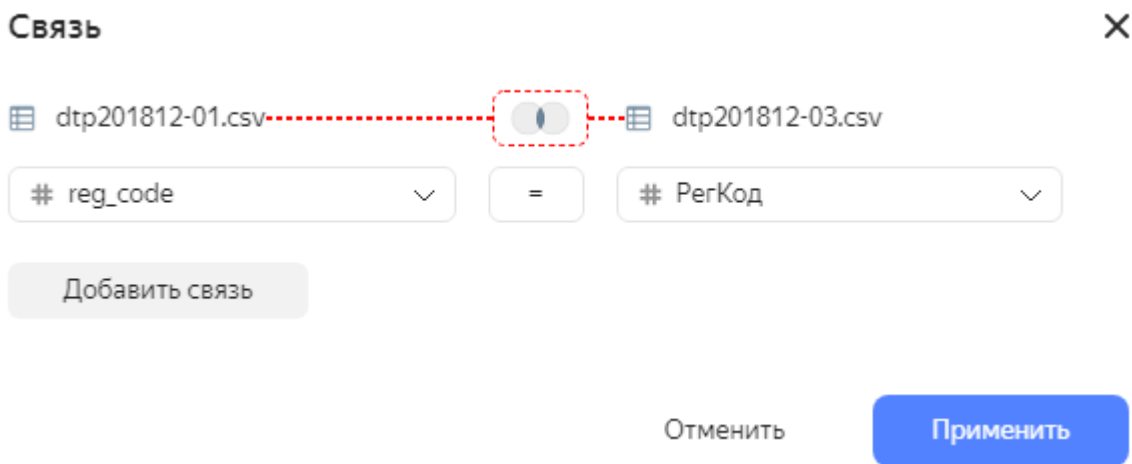 Связь
dtp201812-01.csv dtp201812-03.csv
# reg_code = # РегКод
Добавить связь
Отменить Применить